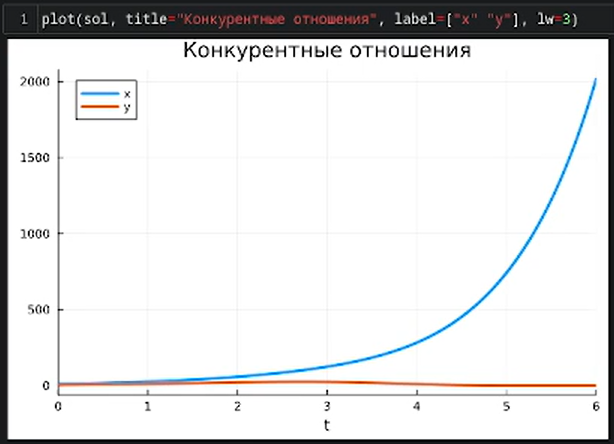 1 plot(sol, title="Конкурентные отношения", label=["x" "y"], lw=3)
Конкурентные отношения
x
y
2000
1500
1000
500
0
0 1 2 3 4 5 6
t